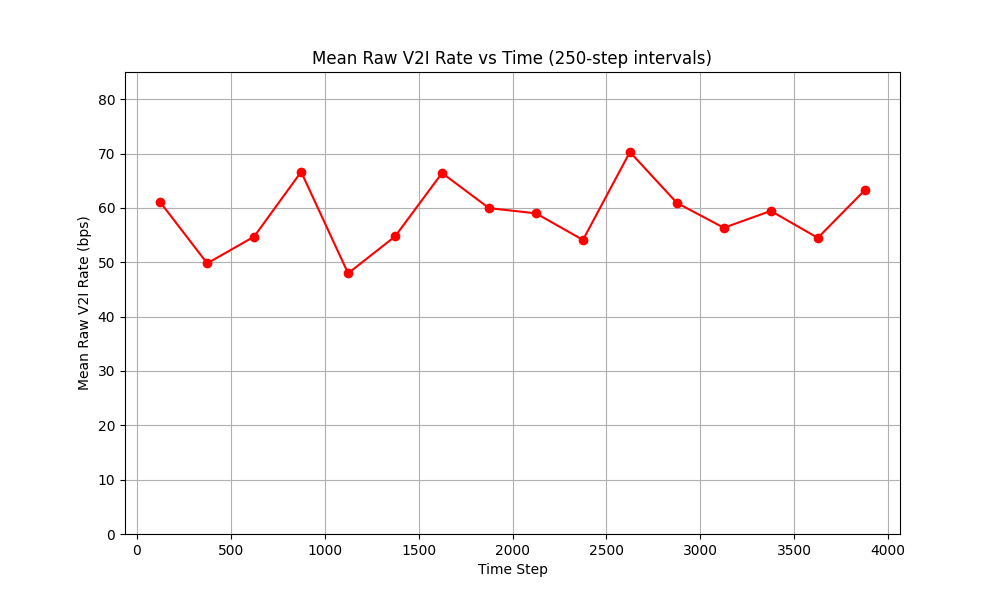 Mean Raw V2I Rate vs Time (250-step intervals)
Mean Raw V2I Rate (bps)
80
70
60
50
40
30
20
10
0
0 500 1000 1500 2000 2500 3000 3500 4000
Time Step